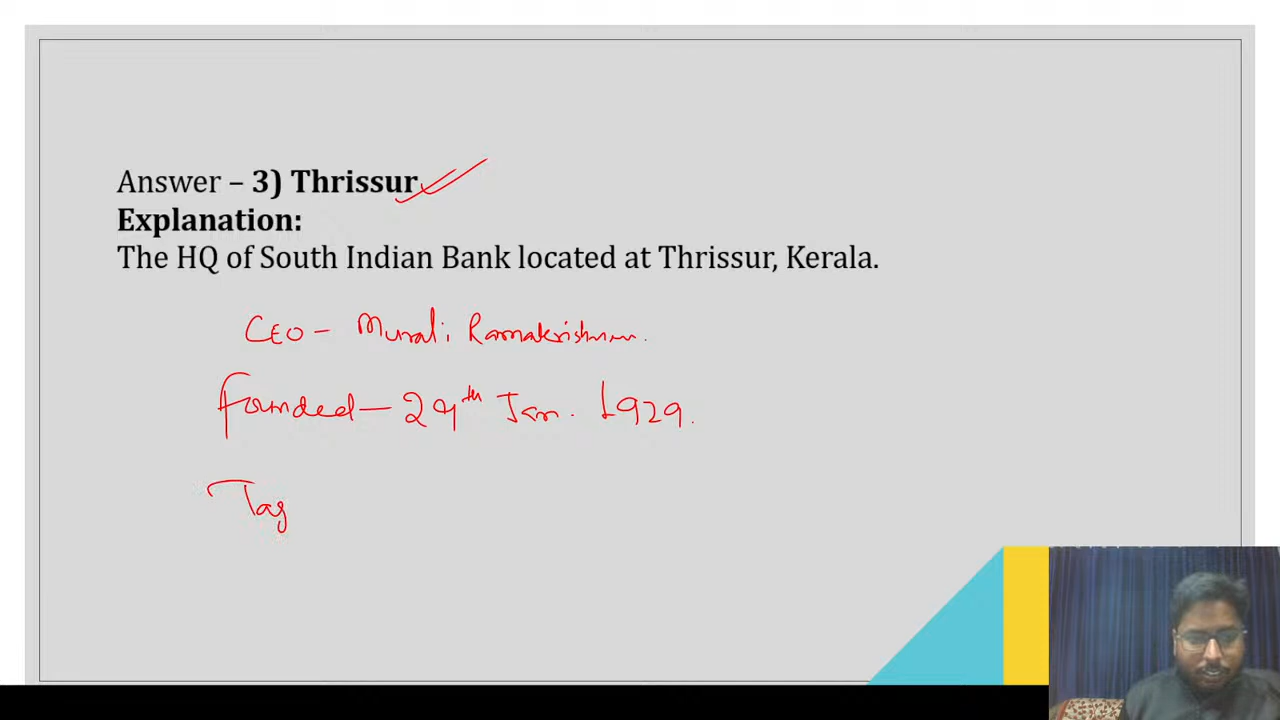 Answer – 3) Thrissur
Explanation:
The HQ of South Indian Bank located at Thrissur, Kerala.
CEO – Murali Ramakrishnan.
founded – 29th Jan. 1929.
Tag